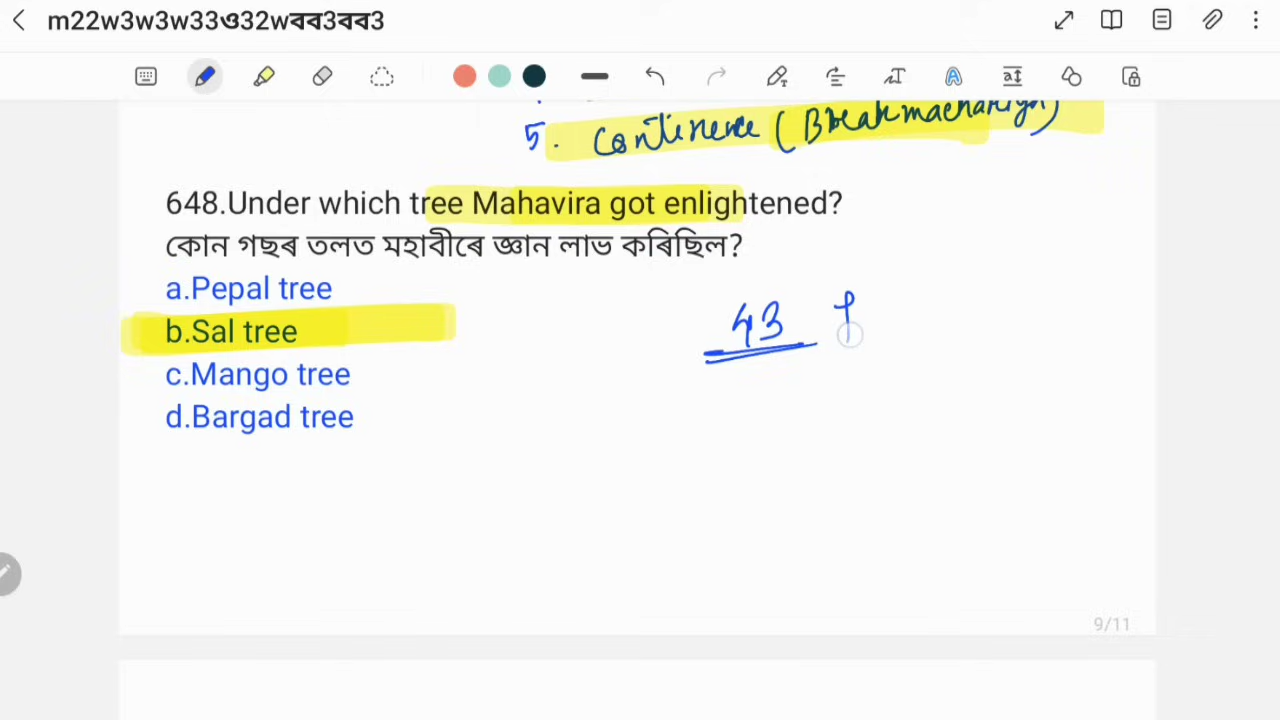 m22w3w3w33ও32wবব3বব3
5. Continence (Breahmacharign)
648.Under which tree Mahavira got enlightened?
কোন গছৰ তলত মহাবীৰে জ্ঞান লাভ কৰিছিল?
a.Pepal tree
b.Sal tree
43
c.Mango tree
d.Bargad tree
9/11